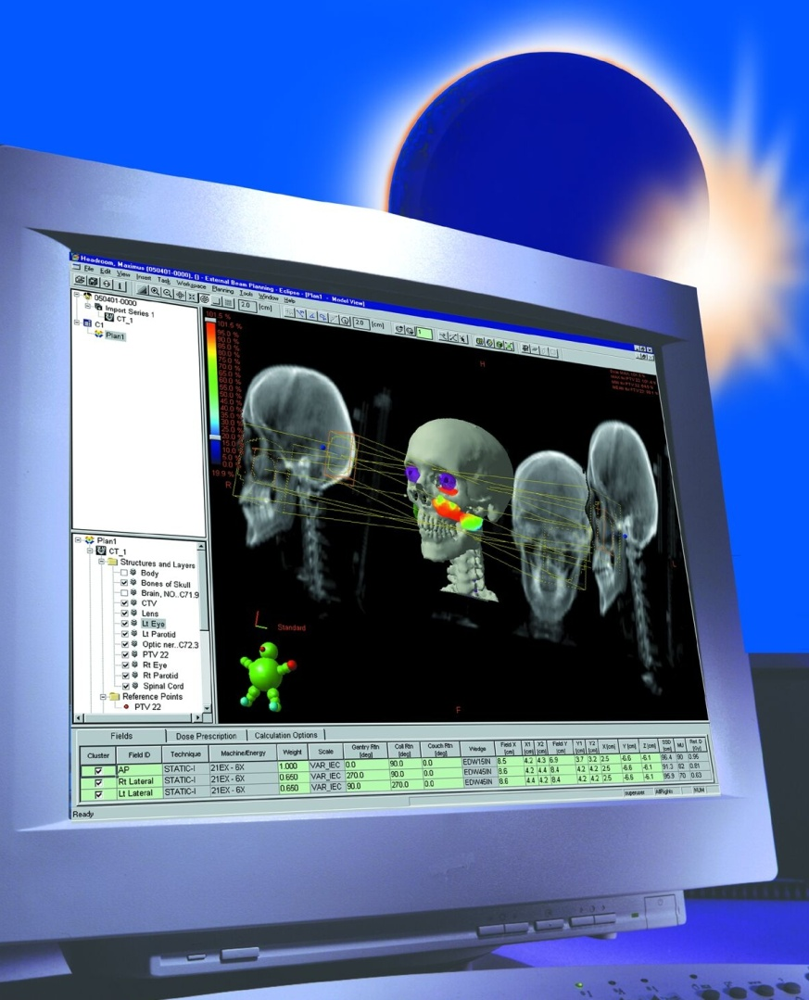 Headroom, Maximus (050401-0000), () - External Beam Planning - Eclipse - [Plan1 - Model View]
File Edit View Insert Task Workspace Planning Tools Window Help
2.0 [cm] 2.0 [cm] 1
050401-0000
Import Series 1
CT_1
C1
Plan1
101.5 %
95.0 %
90.0 %
85.0 %
80.0 %
75.0 %
70.0 %
65.0 %
60.0 %
55.0 %
50.0 %
45.0 %
40.0 %
35.0 %
30.0 %
25.0 %
20.0 %
15.0 %
10.0 %
5.0 %
0.0 %
19.9 %
H
R
L
F
Standard
Plan1
CT_1
Structures and Layers
Body
Bones of Skull
Brain, NO..C71.9
CTV
Lens
Lt Eye
Lt Parotid
Optic ner..C72.3
PTV 22
Rt Eye
Rt Parotid
Spinal Cord
Reference Points
PTV 22
Fields Dose Prescription Calculation Options
Cluster Field ID Technique Machine/Energy Weight Scale Gantry Rtn [deg] Coll Rtn [deg] Couch Rtn [deg] Wedge Field X [cm] X1 [cm] X2 [cm] Field Y [cm] Y1 [cm] Y2 [cm] X [cm] Y [cm] Z [cm] SSD [cm] MU Ref. D [Gy]
AP STATIC-I 21EX - 6X 1.000 VAR_IEC 0.0 90.0 0.0 EDW15IN 8.5 4.2 4.3 6.9 3.7 3.2 2.5 -6.6 -6.1 96.4 90 0.96
Rt Lateral STATIC-I 21EX - 6X 0.650 VAR_IEC 270.0 90.0 0.0 EDW45IN 8.6 4.2 4.4 8.4 4.2 4.2 2.5 -6.6 -6.1 91.3 82 0.81
Lt Lateral STATIC-I 21EX - 6X 0.650 VAR_IEC 90.0 270.0 0.0 EDW45IN 8.6 4.4 4.2 8.4 4.2 4.2 2.5 -6.6 -6.1 95.9 70 0.63
Ready superuser AllRights NUM